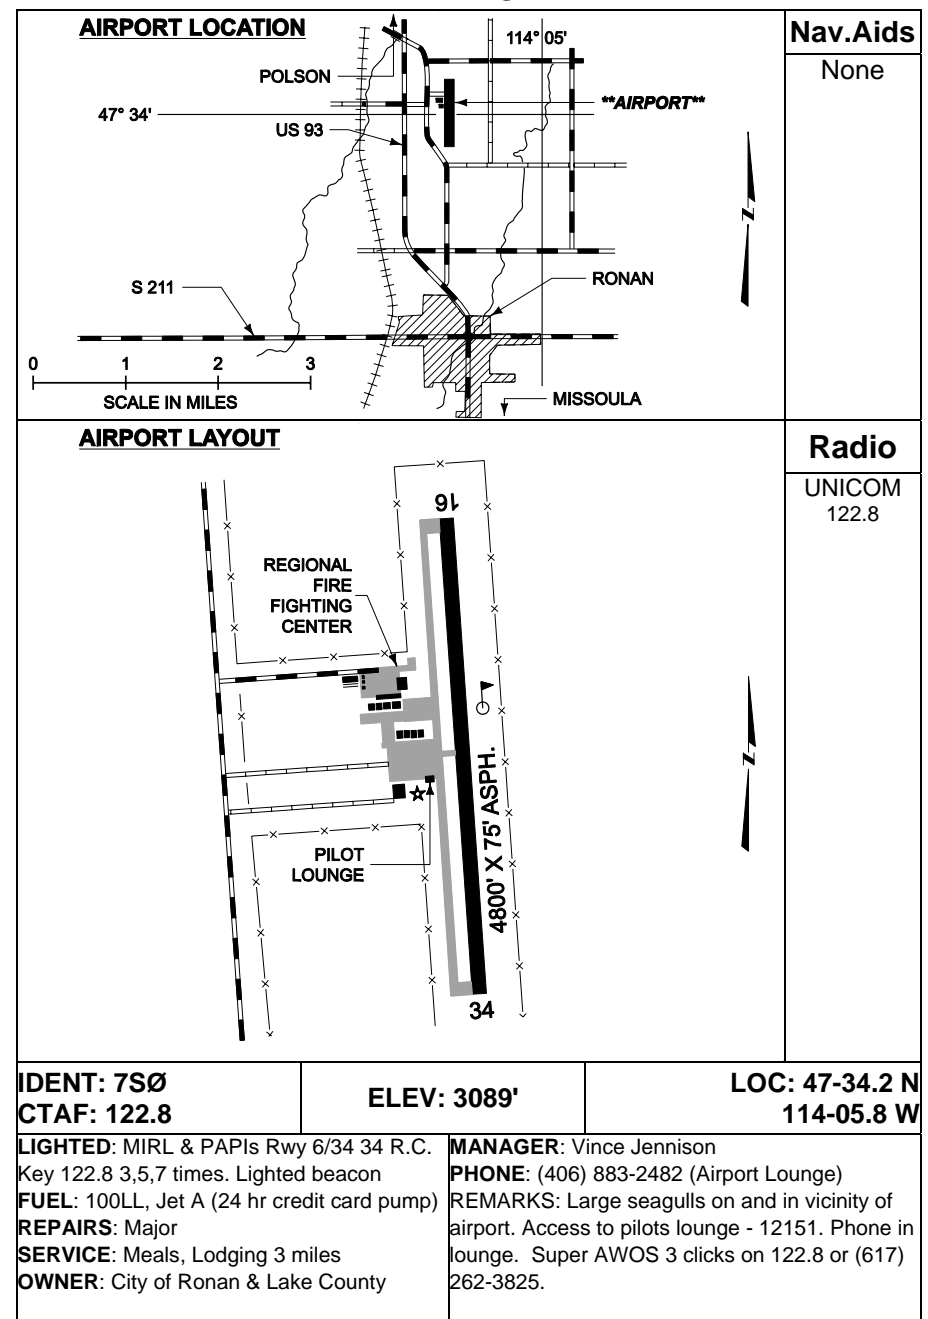 AIRPORT LOCATION
114° 05'
POLSON
**AIRPORT**
47° 34'
US 93
N
RONAN
S 211
0 1 2 3
SCALE IN MILES
MISSOULA
Nav.Aids
None
AIRPORT LAYOUT
16
REGIONAL
FIRE
FIGHTING
CENTER
N
4800' X 75' ASPH.
PILOT
LOUNGE
34
Radio
UNICOM
122.8
IDENT: 7SØ
CTAF: 122.8
ELEV: 3089'
LOC: 47-34.2 N
114-05.8 W
LIGHTED: MIRL & PAPIs Rwy 6/34 34 R.C.
Key 122.8 3,5,7 times. Lighted beacon
FUEL: 100LL, Jet A (24 hr credit card pump)
REPAIRS: Major
SERVICE: Meals, Lodging 3 miles
OWNER: City of Ronan & Lake County
MANAGER: Vince Jennison
PHONE: (406) 883-2482 (Airport Lounge)
REMARKS: Large seagulls on and in vicinity of
airport. Access to pilots lounge - 12151. Phone in
lounge.  Super AWOS 3 clicks on 122.8 or (617)
262-3825.